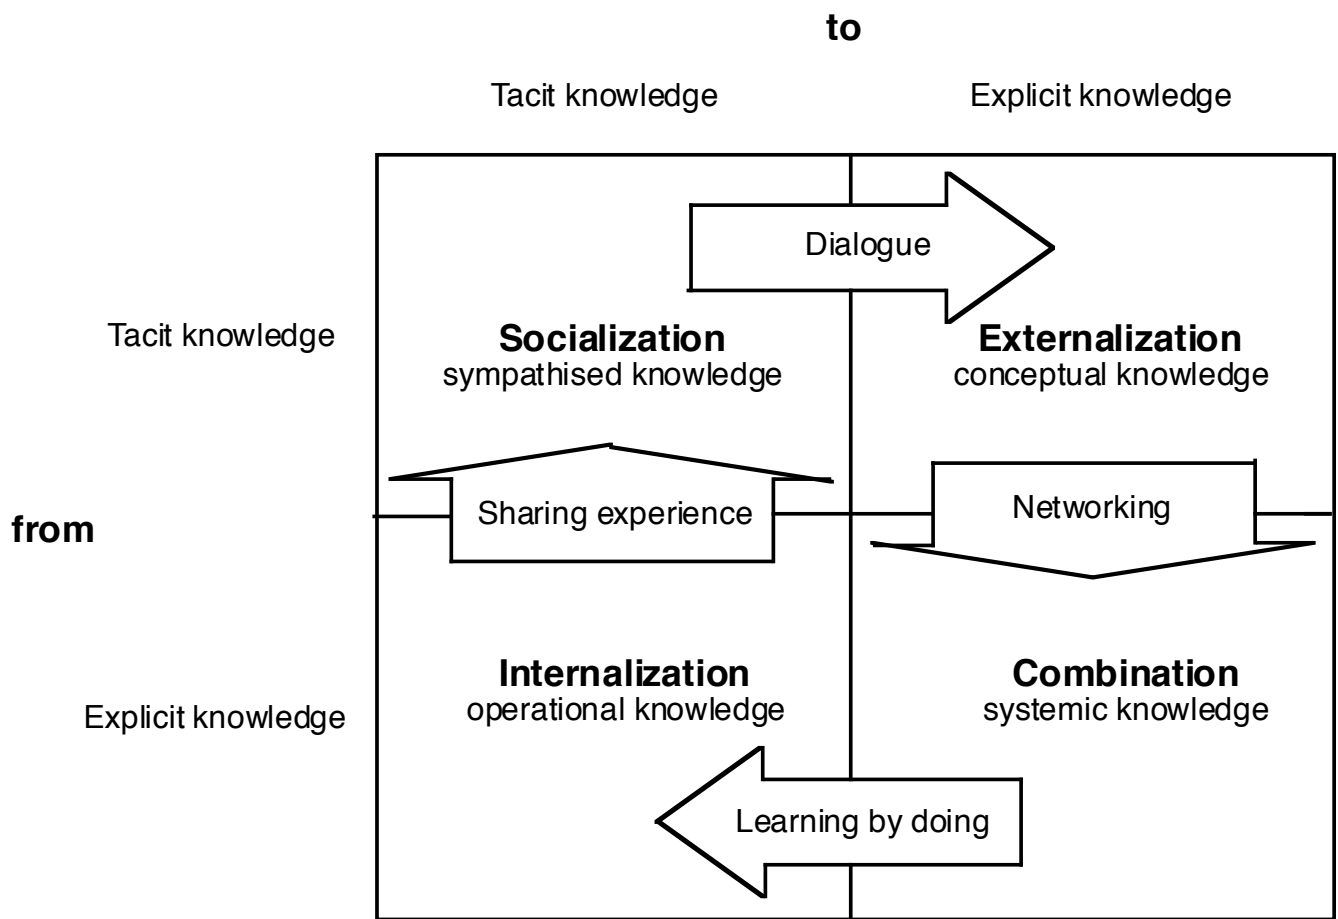 to
Tacit knowledge
Explicit knowledge
Dialogue
Tacit knowledge
Socialization
sympathised knowledge
Externalization
conceptual knowledge
from
Sharing experience
Networking
Explicit knowledge
Internalization
operational knowledge
Combination
systemic knowledge
Learning by doing